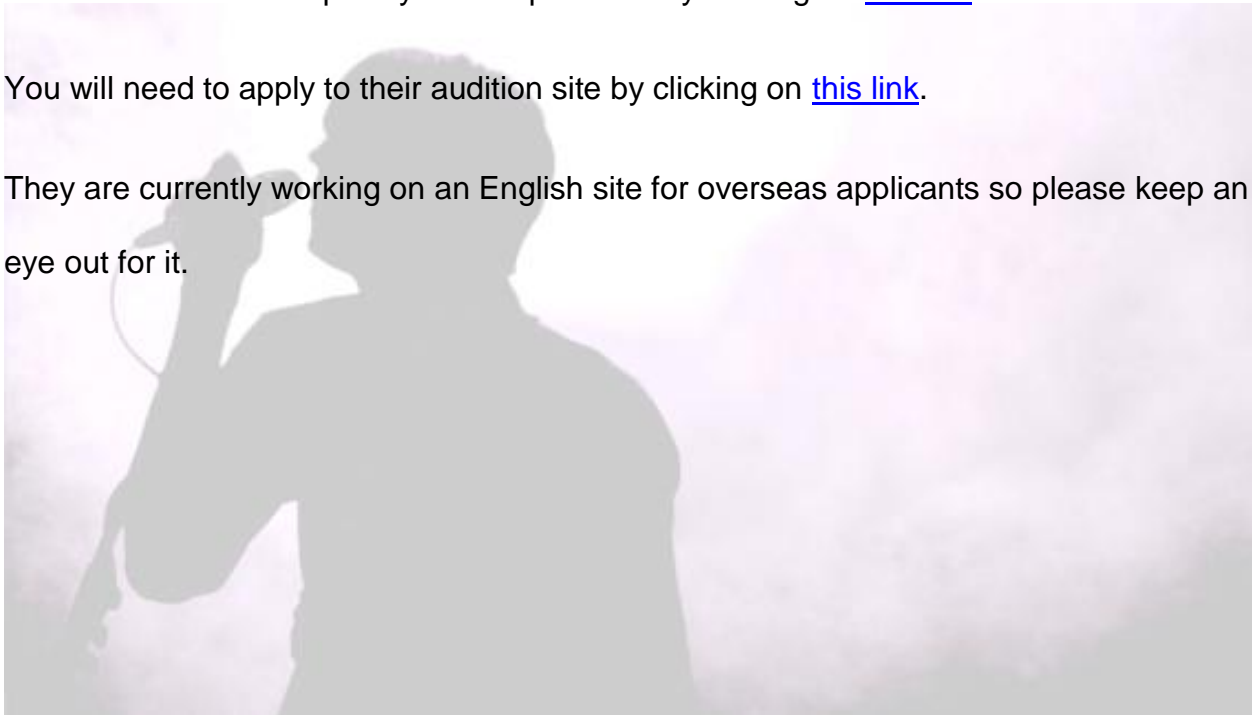 You will need to apply to their audition site by clicking on this link.
They are currently working on an English site for overseas applicants so please keep an
eye out for it.